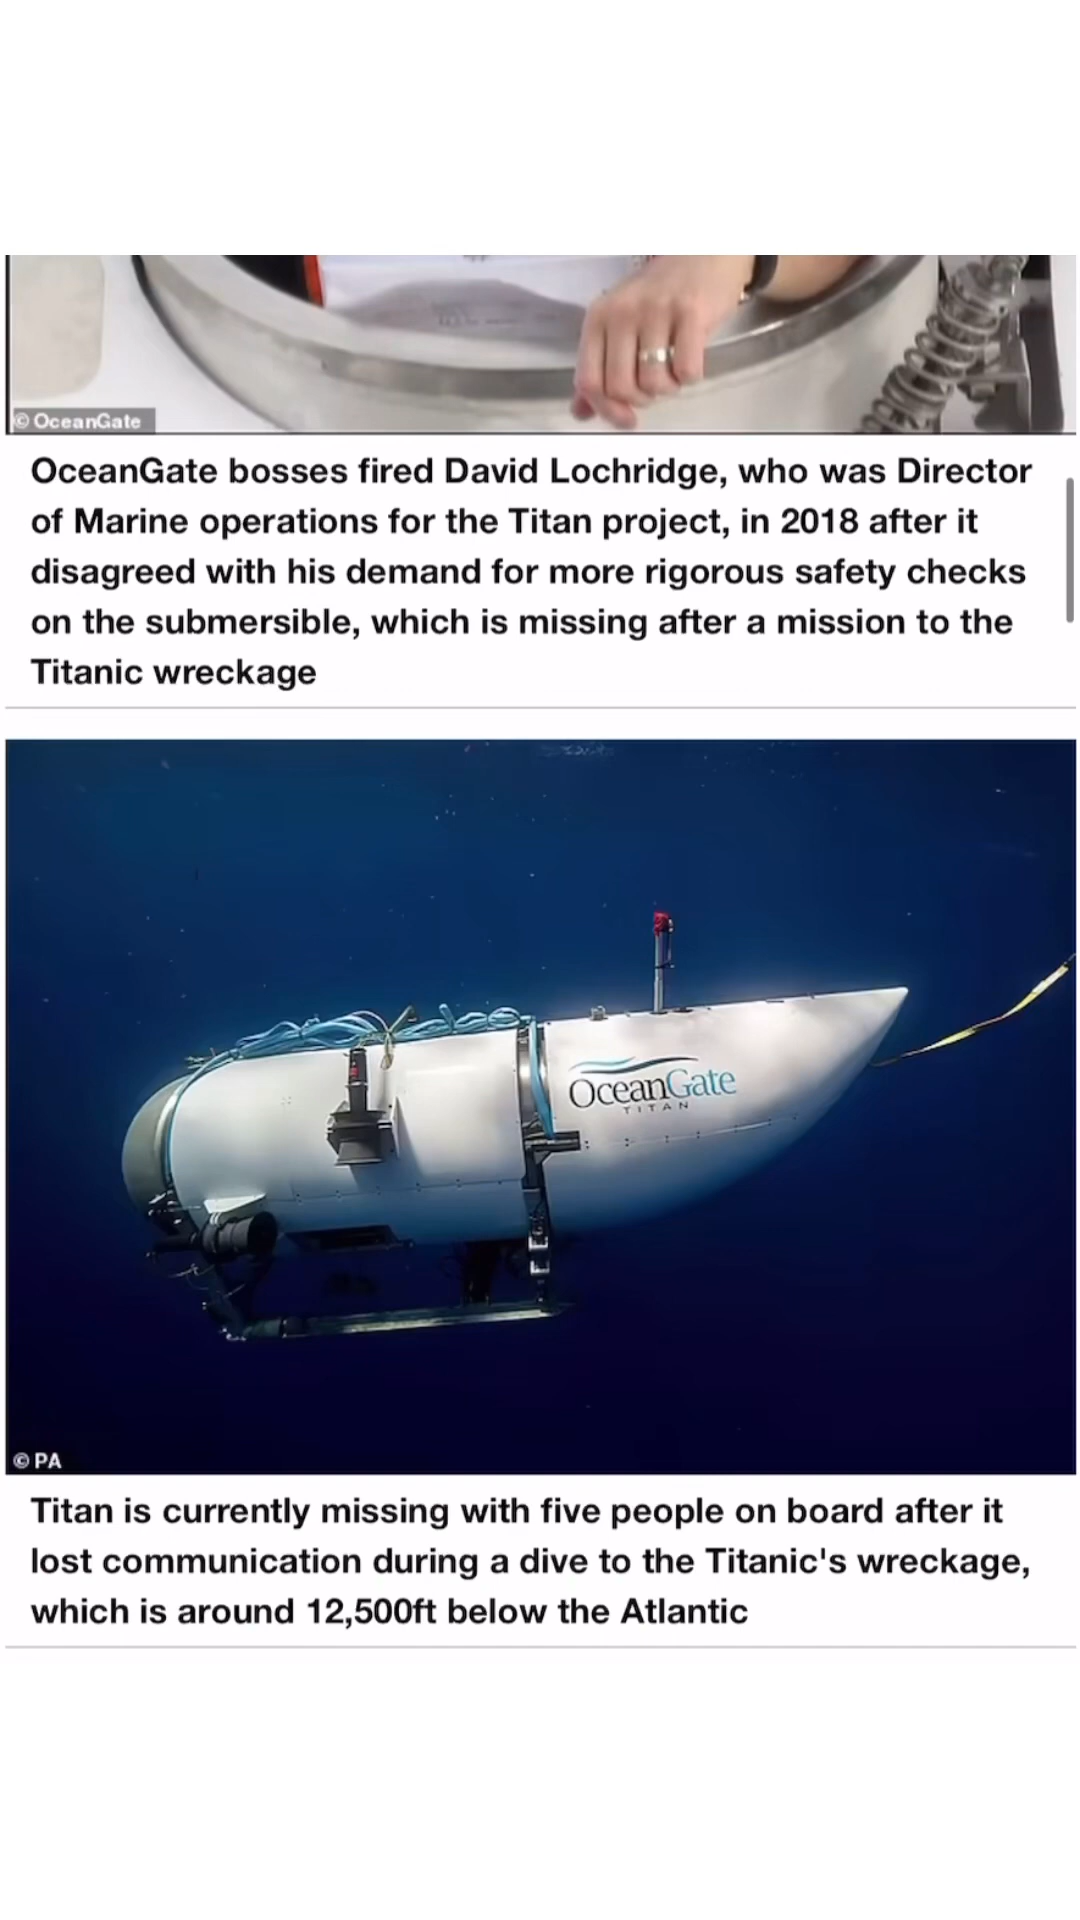 © OceanGate
OceanGate bosses fired David Lochridge, who was Director
of Marine operations for the Titan project, in 2018 after it
disagreed with his demand for more rigorous safety checks
on the submersible, which is missing after a mission to the
Titanic wreckage
OceanGate
TITAN
© PA
Titan is currently missing with five people on board after it
lost communication during a dive to the Titanic's wreckage,
which is around 12,500ft below the Atlantic